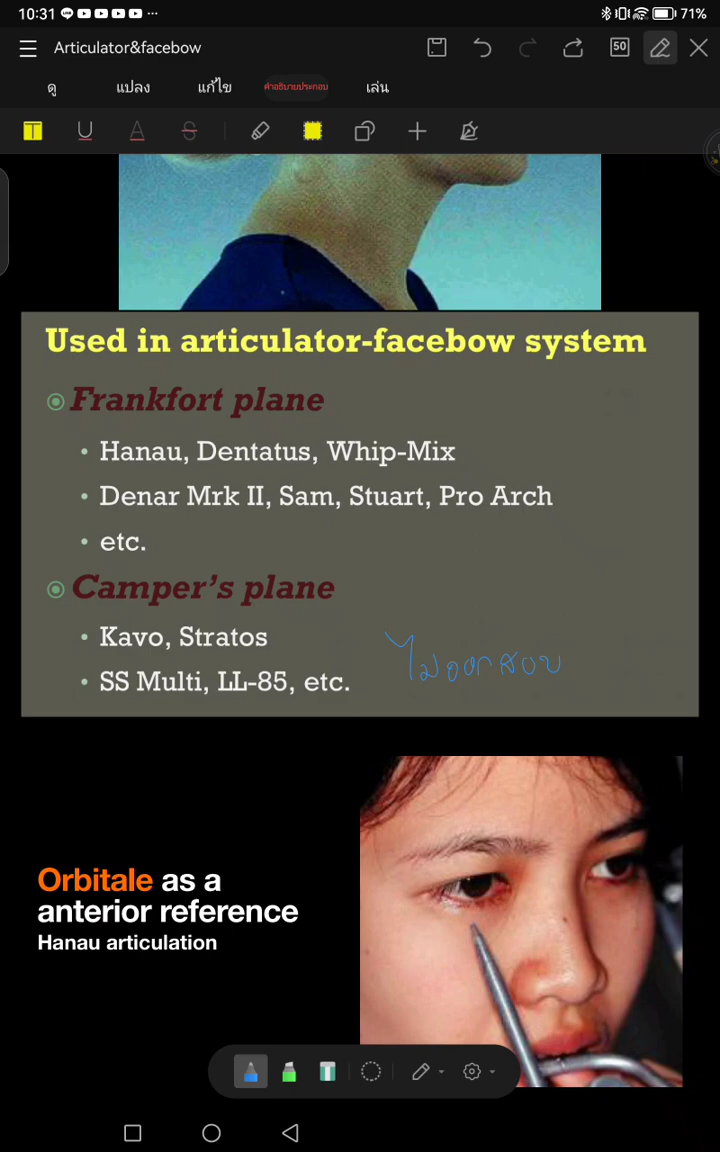 10:31 71%
Articulator&facebow 50
ดู แปลง แก้ไข คำอธิบายประกอบ เล่น
T U A S
Used in articulator-facebow system
Frankfort plane
• Hanau, Dentatus, Whip-Mix
• Denar Mrk II, Sam, Stuart, Pro Arch
• etc.
Camper's plane
• Kavo, Stratos
• SS Multi, LL-85, etc.
ไม่ออกสอบ
Orbitale as a
anterior reference
Hanau articulation